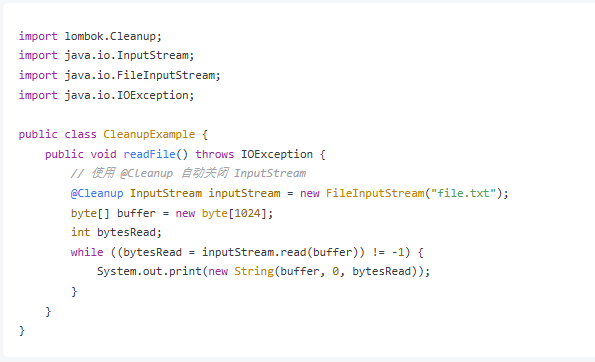 import lombok.Cleanup;
import java.io.InputStream;
import java.io.FileInputStream;
import java.io.IOException;

public class CleanupExample {
    public void readFile() throws IOException {
        // 使用 @Cleanup 自动关闭 InputStream
        @Cleanup InputStream inputStream = new FileInputStream("file.txt");
        byte[] buffer = new byte[1024];
        int bytesRead;
        while ((bytesRead = inputStream.read(buffer)) != -1) {
            System.out.print(new String(buffer, 0, bytesRead));
        }
    }
}